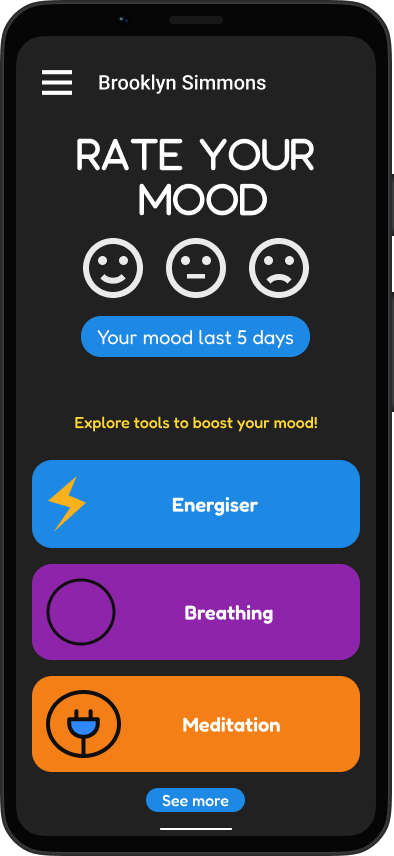 Brooklyn Simmons
RATE YOUR
MOOD
Your mood last 5 days
Explore tools to boost your mood!
Energiser
Breathing
Meditation
See more